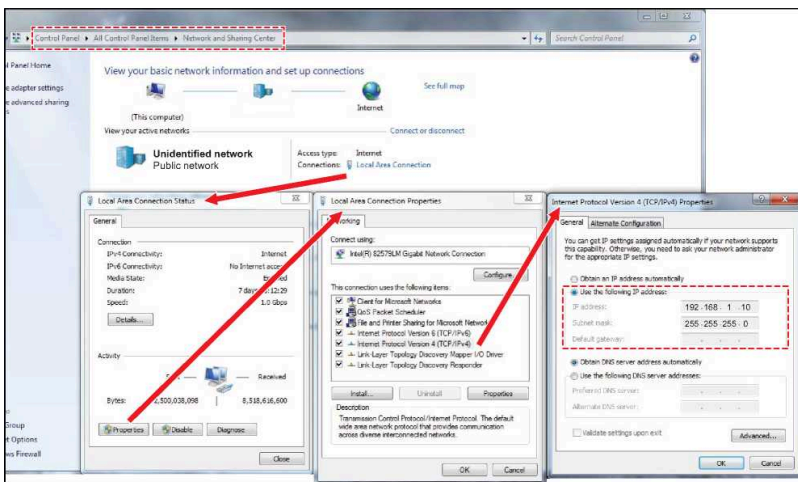 Control Panel ▸ All Control Panel Items ▸ Network and Sharing Center
Search Control Panel
l Panel Home
e adapter settings
e advanced sharing
s
View your basic network information and set up connections
See full map
(This computer)
Internet
View your active networks
Connect or disconnect
Unidentified network
Public network
Access type: Internet
Connections: Local Area Connection
Local Area Connection Status
General
Connection
IPv4 Connectivity: Internet
IPv6 Connectivity: No Internet access
Media State:
Duration: 7 days
Speed: 1.0 Gbps
Details...
Activity
Received
Bytes: 2,500,038,098 8,518,616,600
Properties Disable Diagnose
Close
Group
t Options
ws Firewall
Local Area Connection Properties
Connect using:
Intel(R) 82579LM Gigabit Network Connection
Configure...
This connection uses the following items:
Client for Microsoft Networks
QoS Packet Scheduler
File and Printer Sharing for Microsoft Networks
Internet Protocol Version 6 (TCP/IPv6)
Internet Protocol Version 4 (TCP/IPv4)
Link-Layer Topology Discovery Mapper I/O Driver
Link-Layer Topology Discovery Responder
Install... Uninstall Properties
Description
Transmission Control Protocol/Internet Protocol. The default
wide area network protocol that provides communication
across diverse interconnected networks.
OK Cancel
Internet Protocol Version 4 (TCP/IPv4) Properties
General Alternate Configuration
You can get IP settings assigned automatically if your network supports
this capability. Otherwise, you need to ask your network administrator
for the appropriate IP settings.
Obtain an IP address automatically
Use the following IP address:
IP address: 192 . 168 . 1 . 10
Subnet mask: 255 . 255 . 255 . 0
Default gateway:
Obtain DNS server address automatically
Use the following DNS server addresses:
Preferred DNS server:
Alternate DNS server:
Validate settings upon exit
Advanced...
OK Cancel